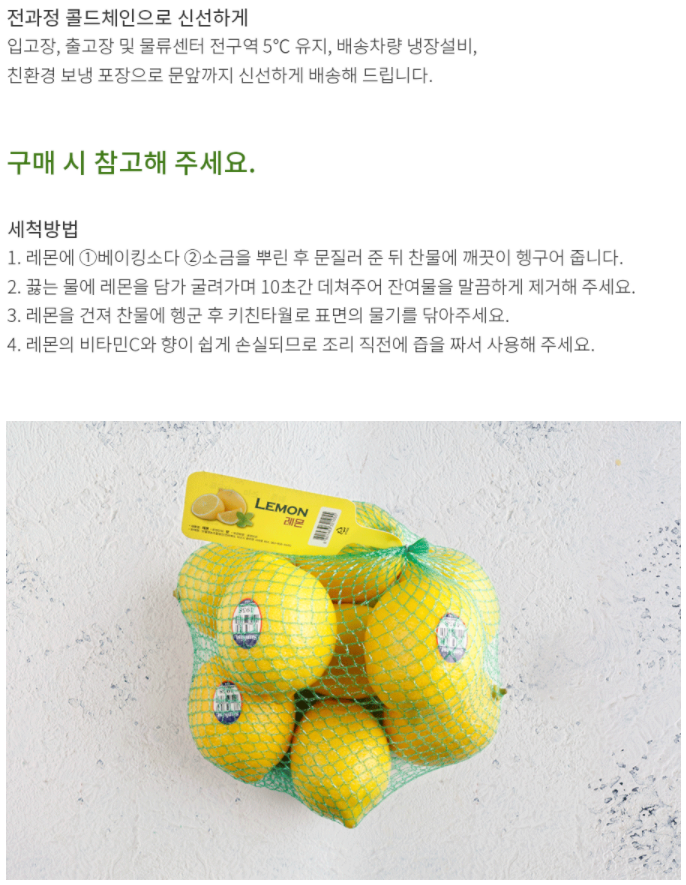 전과정 콜드체인으로 신선하게
입고장, 출고장 및 물류센터 전구역 5℃ 유지, 배송차량 냉장설비,
친환경 보냉 포장으로 문앞까지 신선하게 배송해 드립니다.
구매 시 참고해 주세요.
세척방법
1. 레몬에 ①베이킹소다 ②소금을 뿌린 후 문질러 준 뒤 찬물에 깨끗이 헹구어 줍니다.
2. 끓는 물에 레몬을 담가 굴려가며 10초간 데쳐주어 잔여물을 말끔하게 제거해 주세요.
3. 레몬을 건져 찬물에 헹군 후 키친타월로 표면의 물기를 닦아주세요.
4. 레몬의 비타민C와 향이 쉽게 손실되므로 조리 직전에 즙을 짜서 사용해 주세요.
LEMON
레몬